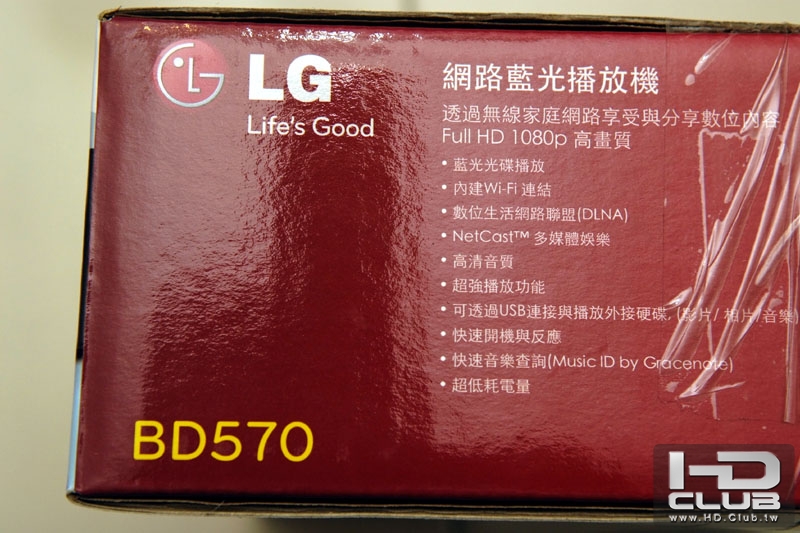 LG
Life's Good
網路藍光播放機
透過無線家庭網路享受與分享數位內容
Full HD 1080p 高畫質
• 藍光光碟播放
• 內建Wi-Fi 連結
• 數位生活網路聯盟(DLNA)
• NetCast™ 多媒體娛樂
• 高清音質
• 超強播放功能
• 可透過USB連接與播放外接硬碟, (影片/ 相片/音樂)
• 快速開機與反應
• 快速音樂查詢(Music ID by Gracenote)
• 超低耗電量
BD570
HD
CLUB
www.HD.Club.tw